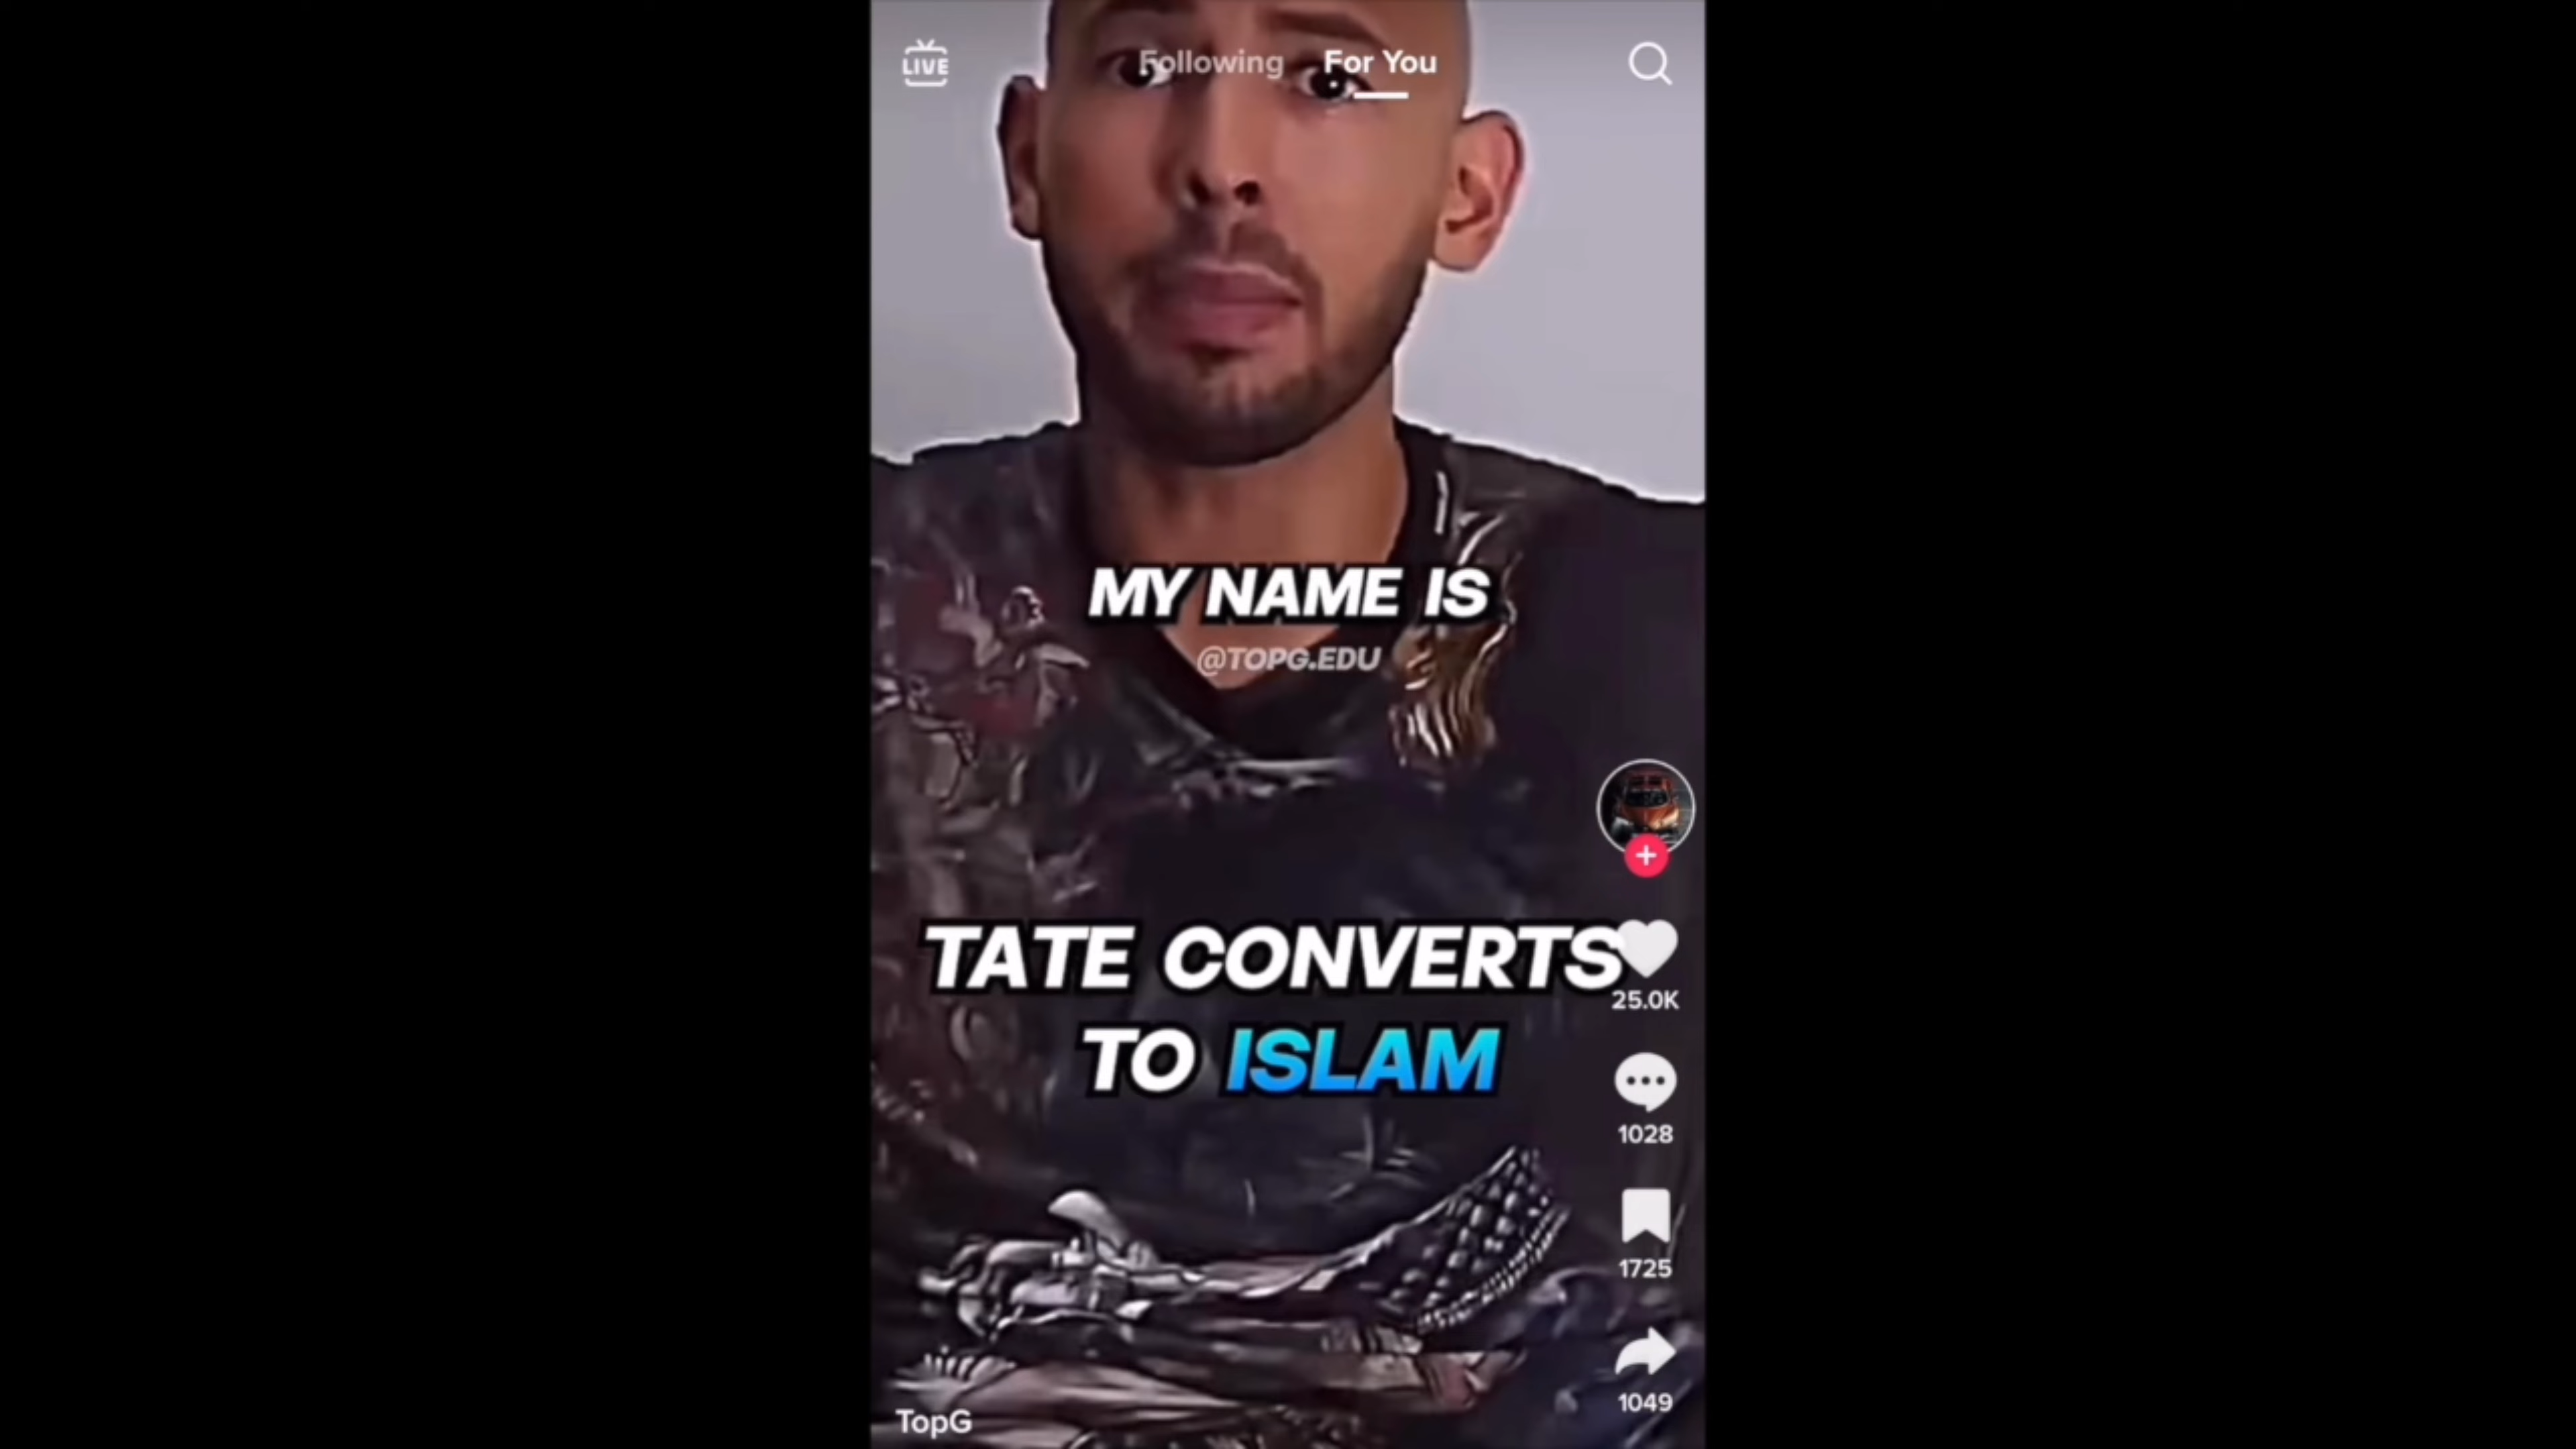 LIVE
Following For You
MY NAME IS
@TOPG.EDU
TATE CONVERTS
TO ISLAM
25.0K
1028
1725
1049
TopG